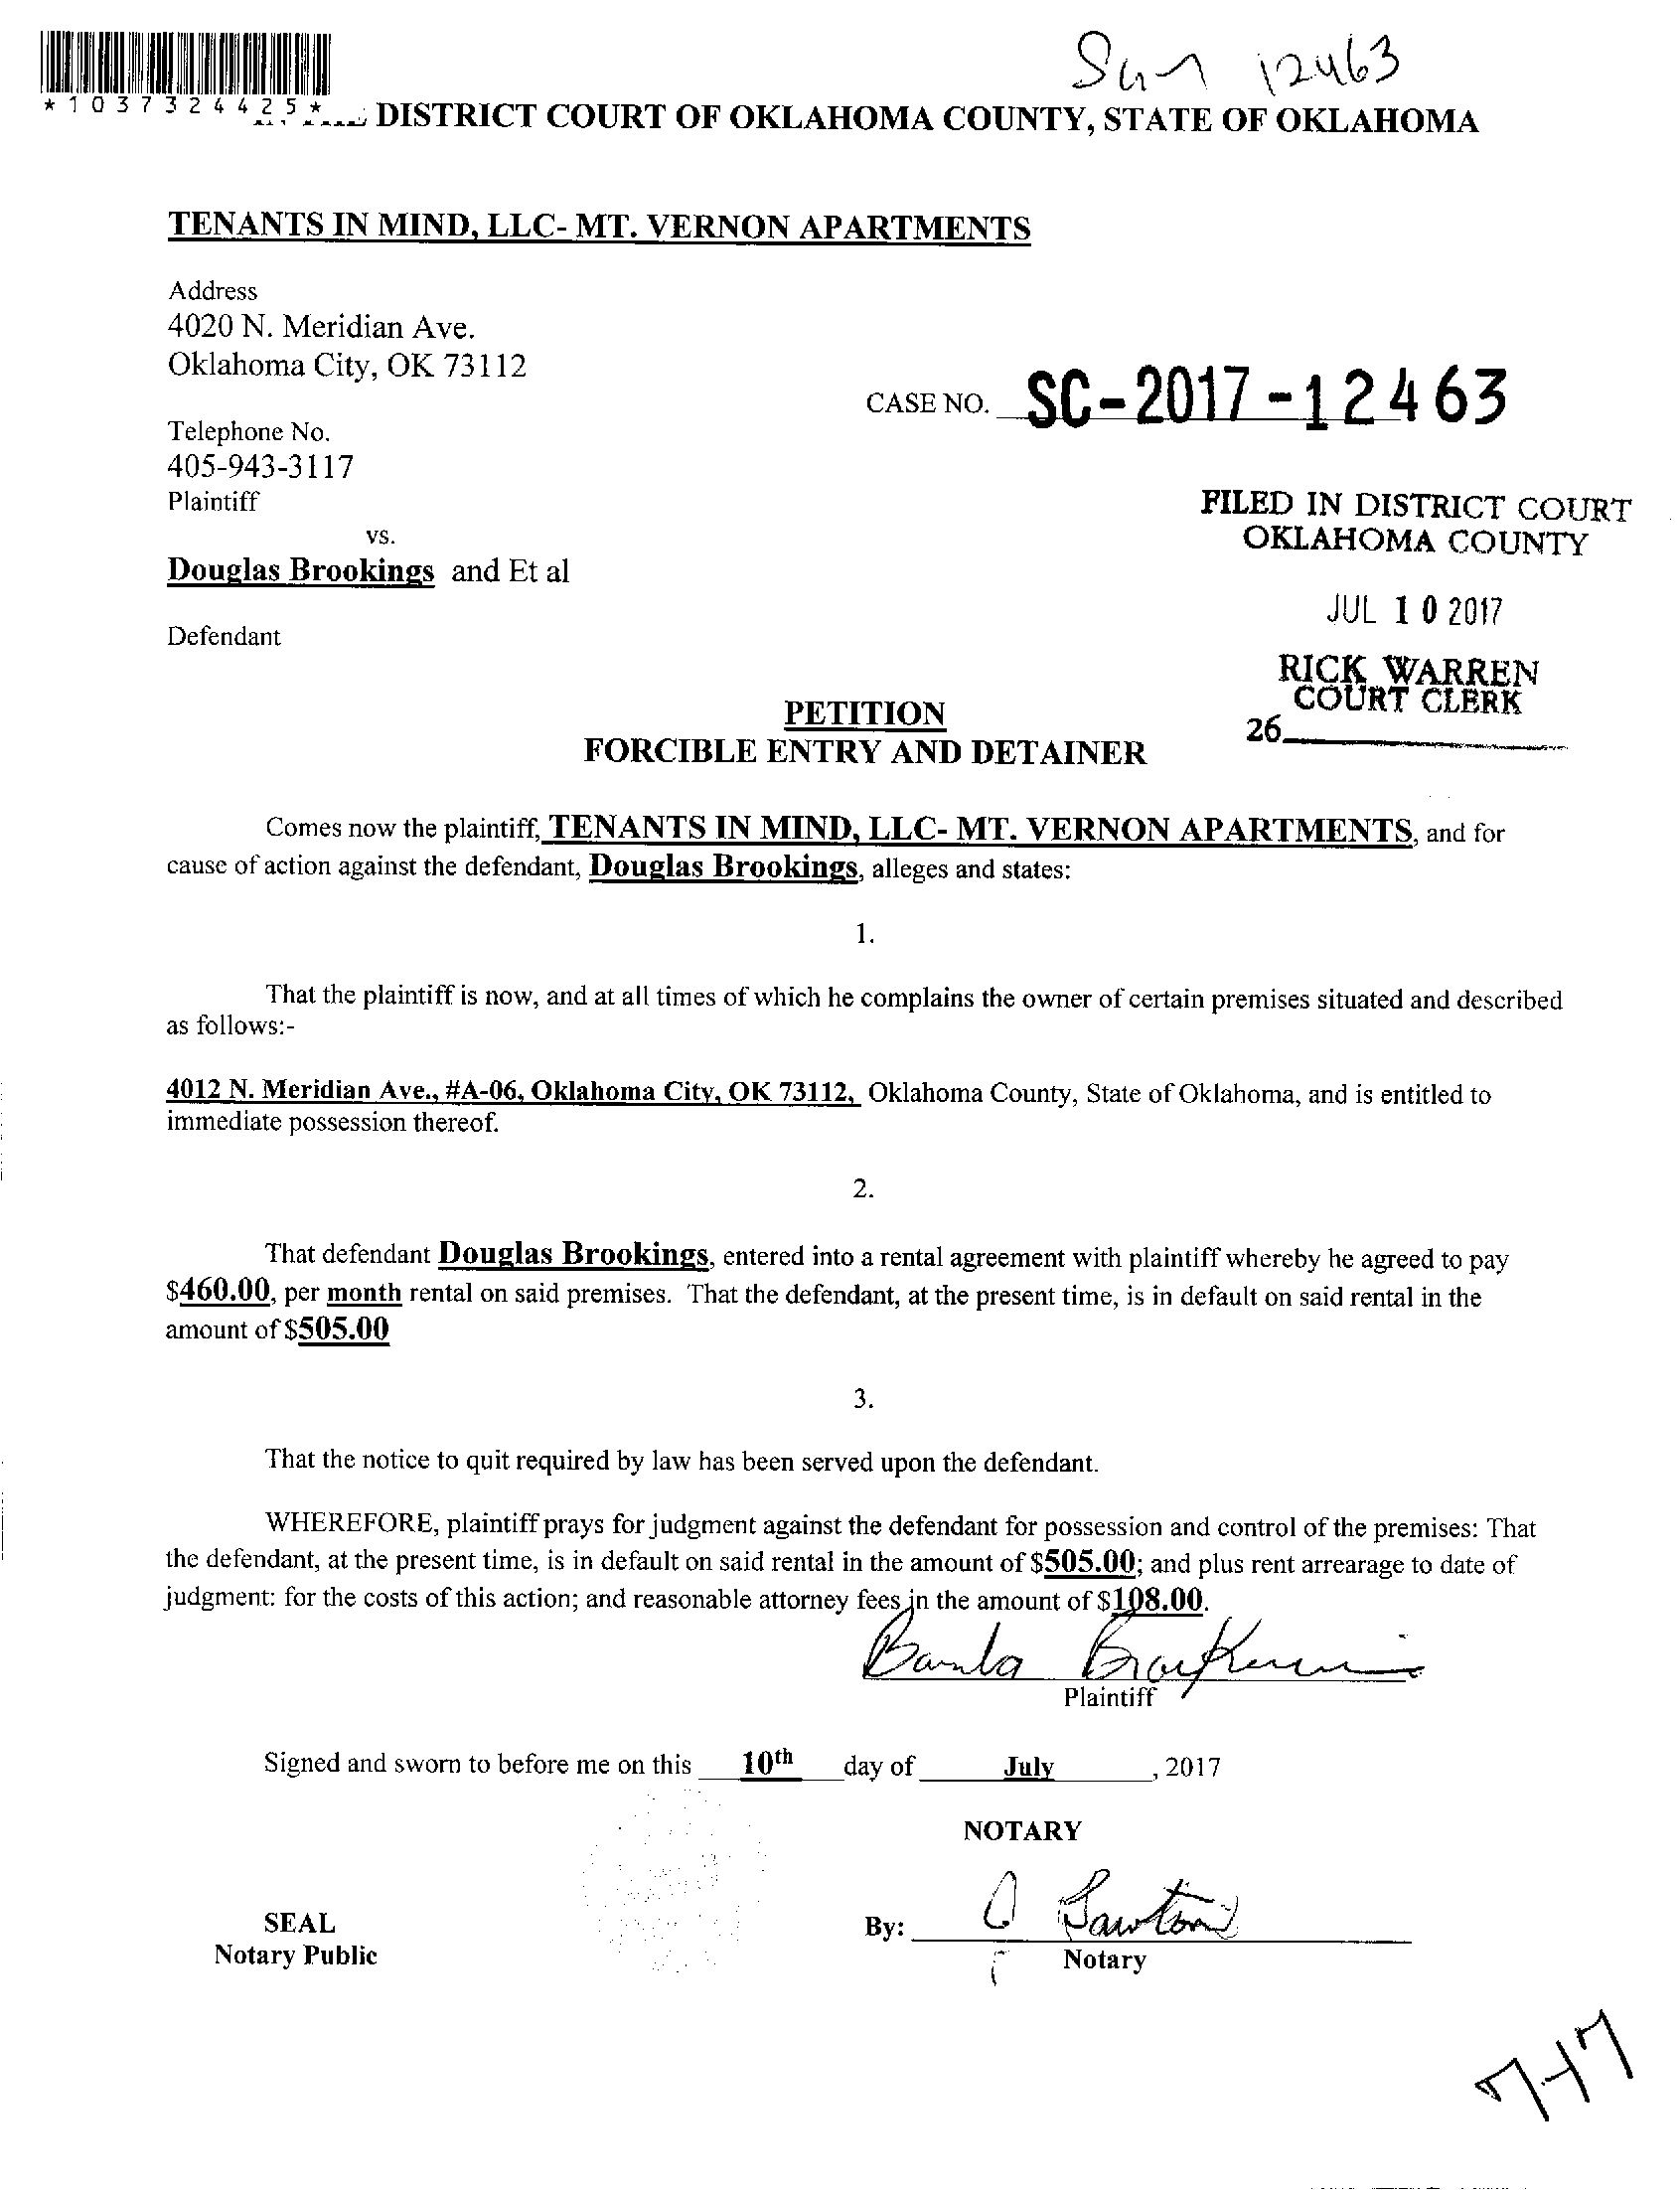 12463
*1037324425*
DISTRICT COURT OF OKLAHOMA COUNTY, STATE OF OKLAHOMA
TENANTS IN MIND, LLC- MT. VERNON APARTMENTS
Address
4020 N. Meridian Ave.
Oklahoma City, OK 73112
CASE NO. SC-2017-12463
Telephone No.
405-943-3117
Plaintiff
FILED IN DISTRICT COURT
OKLAHOMA COUNTY
vs.
Douglas Brookings and Et al
JUL 10 2017
Defendant
RICK WARREN
COURT CLERK
26
PETITION
FORCIBLE ENTRY AND DETAINER
Comes now the plaintiff, TENANTS IN MIND, LLC- MT. VERNON APARTMENTS, and for
cause of action against the defendant, Douglas Brookings, alleges and states:
1.
That the plaintiff is now, and at all times of which he complains the owner of certain premises situated and described
as follows:-
4012 N. Meridian Ave., #A-06, Oklahoma City, OK 73112, Oklahoma County, State of Oklahoma, and is entitled to
immediate possession thereof.
2.
That defendant Douglas Brookings, entered into a rental agreement with plaintiff whereby he agreed to pay
$460.00, per month rental on said premises. That the defendant, at the present time, is in default on said rental in the
amount of $505.00
3.
That the notice to quit required by law has been served upon the defendant.
WHEREFORE, plaintiff prays for judgment against the defendant for possession and control of the premises: That
the defendant, at the present time, is in default on said rental in the amount of $505.00; and plus rent arrearage to date of
judgment: for the costs of this action; and reasonable attorney fees in the amount of $108.00.
Plaintiff
Signed and sworn to before me on this 10th day of July, 2017
NOTARY
SEAL
Notary Public
By:
Notary
7-17